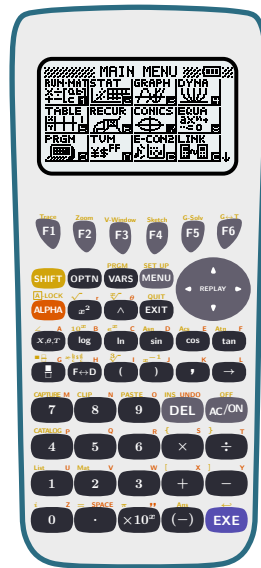 MAIN MENU
RUN·MAT STAT GRAPH DYNA
TABLE RECUR CONICS EQUA
PRGM TVM E-CON2 LINK
Trace Zoom V-Window Sketch G-Solv G↔T
F1 F2 F3 F4 F5 F6
PRGM SET UP
SHIFT OPTN VARS MENU REPLAY
A-LOCK QUIT
ALPHA x² ^ EXIT
A B C D E F
X,θ,T log ln sin cos tan
G H I J K L
F↔D ( ) , →
CAPTURE M CLIP N PASTE O INS UNDO OFF
7 8 9 DEL AC/ON
CATALOG P Q R { S } T
4 5 6 × ÷
List U Mat V W [ X ] Y
1 2 3 + −
i Z = SPACE " Ans
0 . ×10ˣ (−) EXE